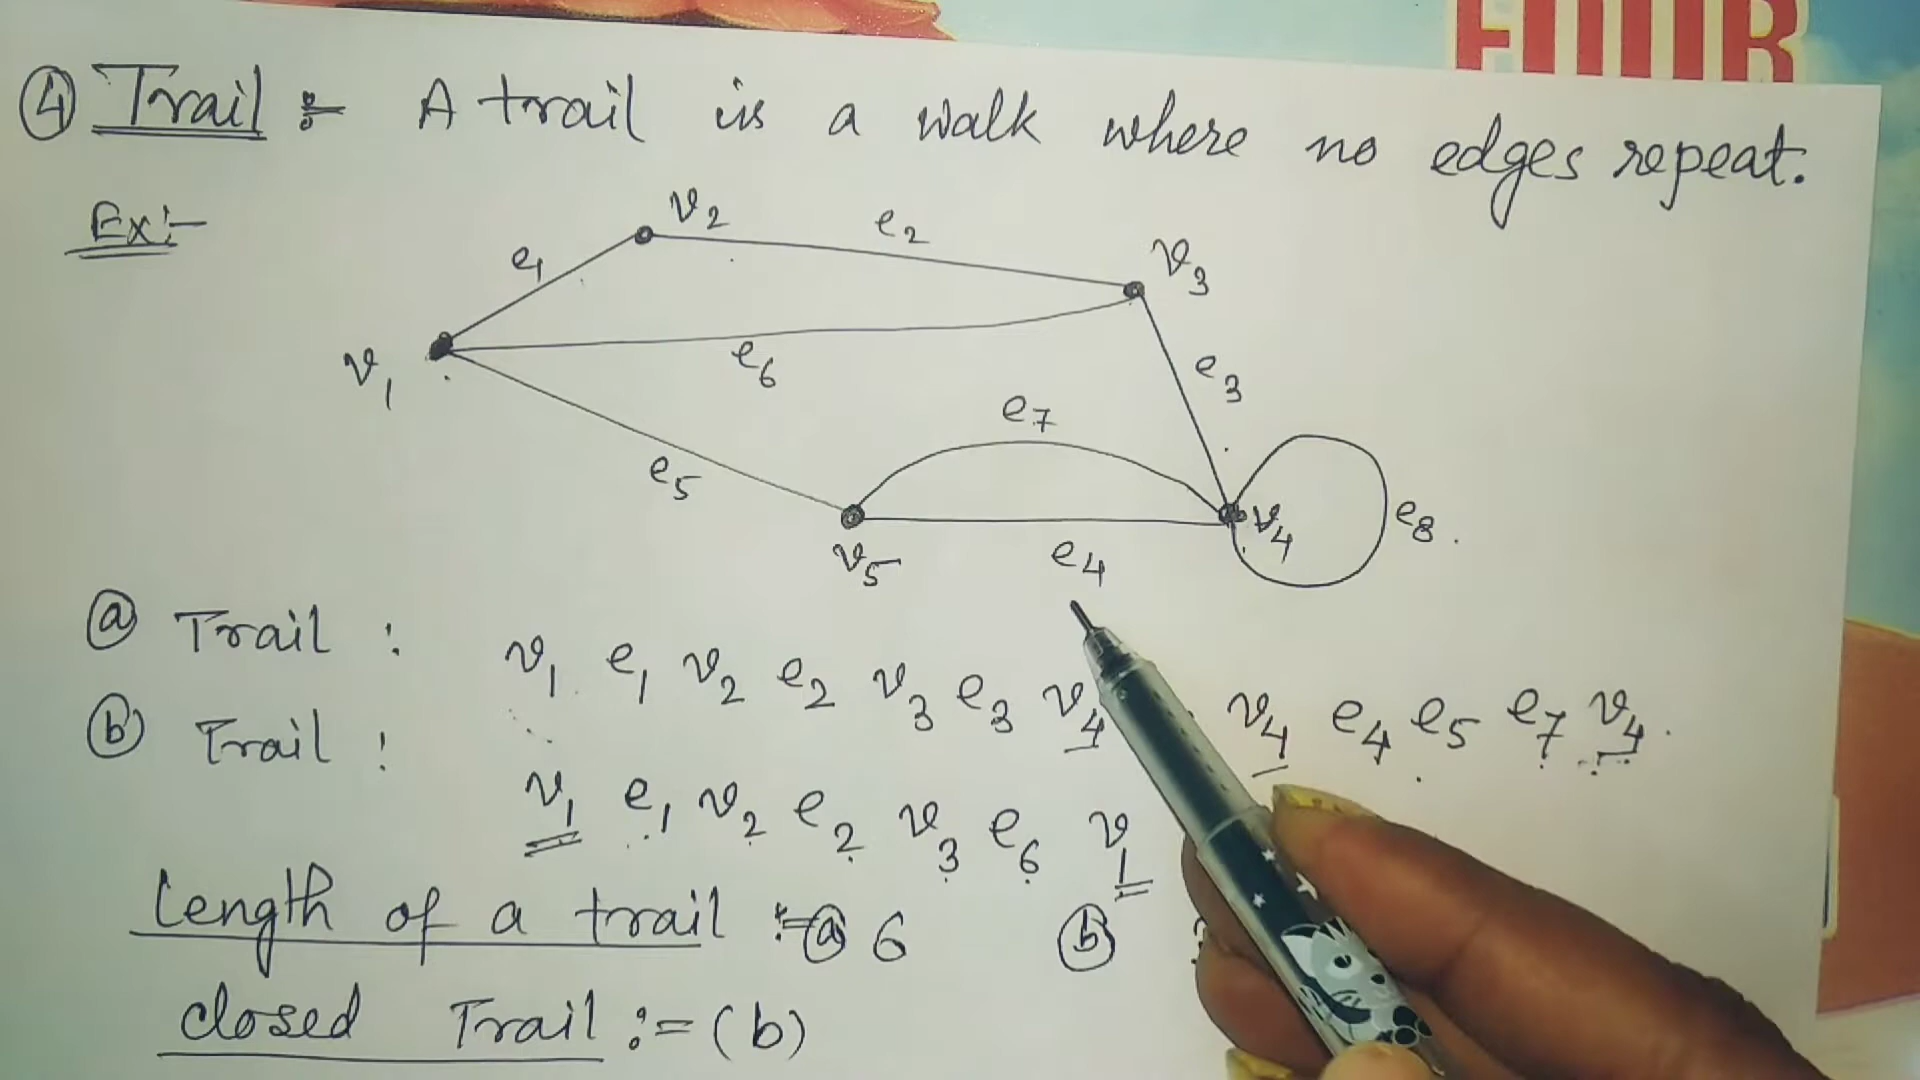 FOUR
④ Trail :- A trail is a walk where no edges repeat.
Ex:-
v2
e2
v3
e1
v1
e6
e3
e7
e5
v4
e8.
v5
e4
ⓐ Trail : v1 e1 v2 e2 v3 e3 v4 v4 e4 e5 e7 v4.
ⓑ Trail : v1 e1 v2 e2 v3 e6 v1
Length of a trail :- ⓐ 6 ⓑ
closed Trail :- (b)